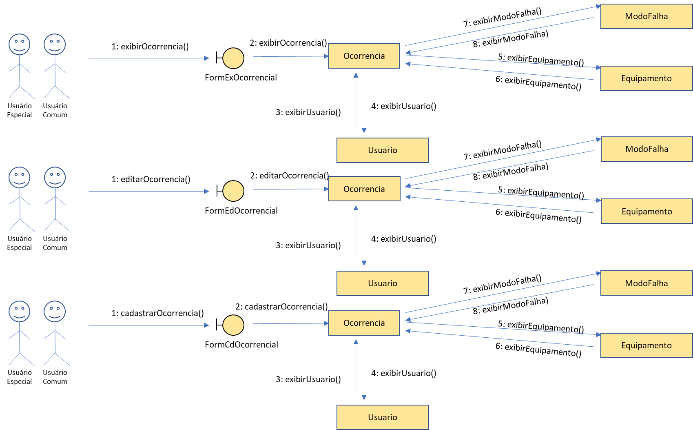 7: exibirModoFalha()
ModoFalha
1: exibirOcorrencia()
2: exibirOcorrencia()
8: exibirModoFalha)
Ocorrencia
5: exibirEquipamento()
FormExOcorrencial
6: exibirEquipamento()
Equipamento
Usuário
Especial
Usuário
Comum
3: exibirUsuario()
4: exibirUsuario()
Usuario
7: exibirModoFalha()
ModoFalha
1: editarOcorrencia()
2: editarOcorrencia()
8: exibirModoFalha)
Ocorrencia
5: exibirEquipamento()
FormEdOcorrencial
6: exibirEquipamento()
Equipamento
Usuário
Especial
Usuário
Comum
3: exibirUsuario()
4: exibirUsuario()
Usuario
7: exibirModoFalha()
ModoFalha
1: cadastrarOcorrencia()
2: cadastrarOcorrencia()
8: exibirModoFalha)
Ocorrencia
5: exibirEquipamento()
FormCdOcorrencial
6: exibirEquipamento()
Equipamento
Usuário
Especial
Usuário
Comum
3: exibirUsuario()
4: exibirUsuario()
Usuario